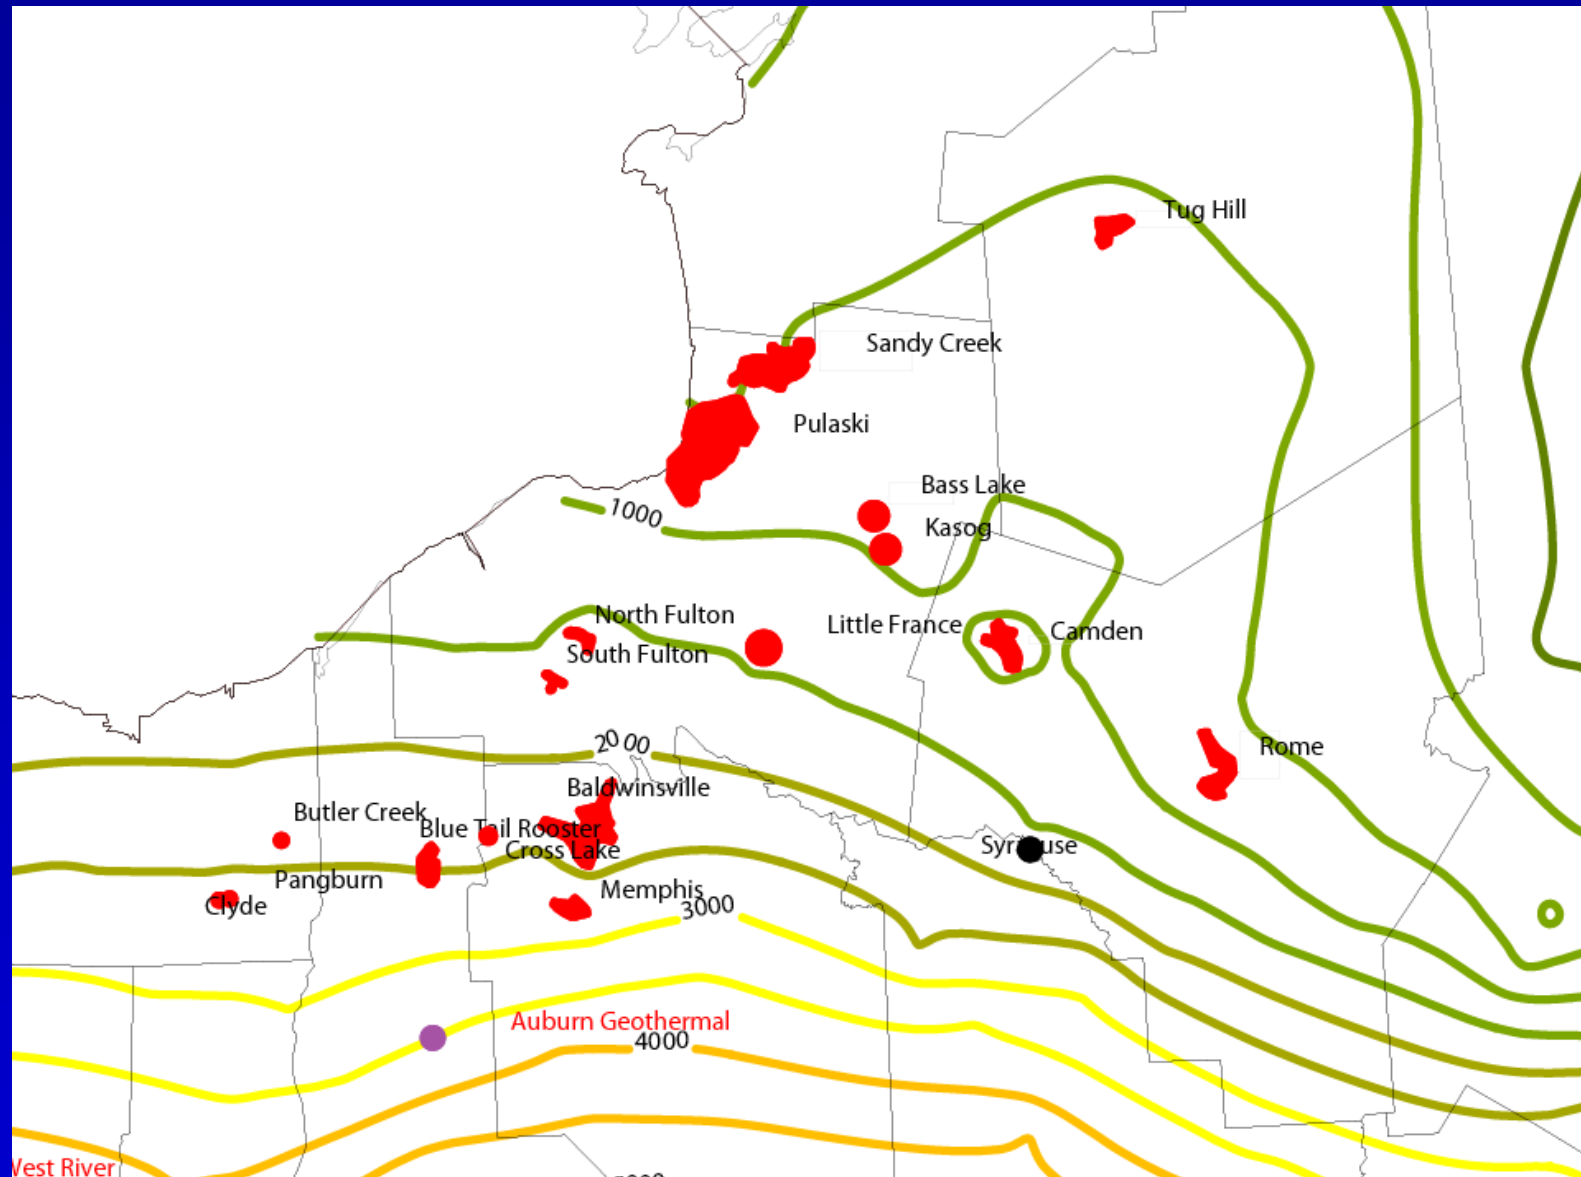 Tug Hill
Sandy Creek
Pulaski
Bass Lake
1000
Kasog
North Fulton
Little France
Camden
South Fulton
2000
Rome
Baldwinsville
Butler Creek
Blue Tail Rooster
Syracuse
Cross Lake
Pangburn
Memphis
Clyde
3000
Auburn Geothermal
4000
West River